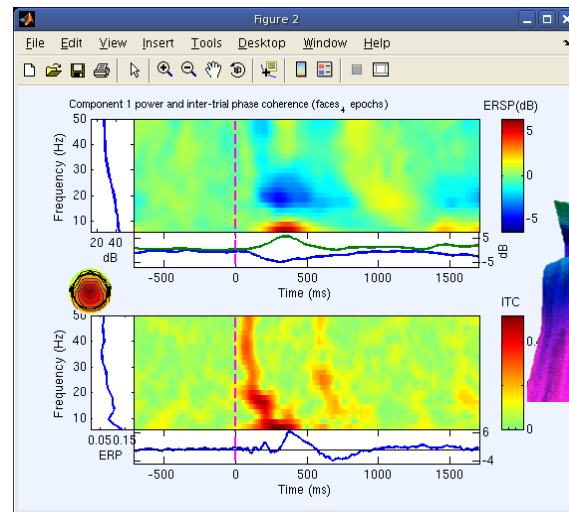 Figure 2
File Edit View Insert Tools Desktop Window Help
Component 1 power and inter-trial phase coherence (faces₄ epochs)
ERSP(dB)
Frequency (Hz)
50
40
30
20
10
5
0
-5
20 40
dB
5
-5
dB
-500 0 500 1000 1500
Time (ms)
ITC
Frequency (Hz)
50
40
30
20
10
0
0.050.15
ERP
6
-4
-500 0 500 1000 1500
Time (ms)